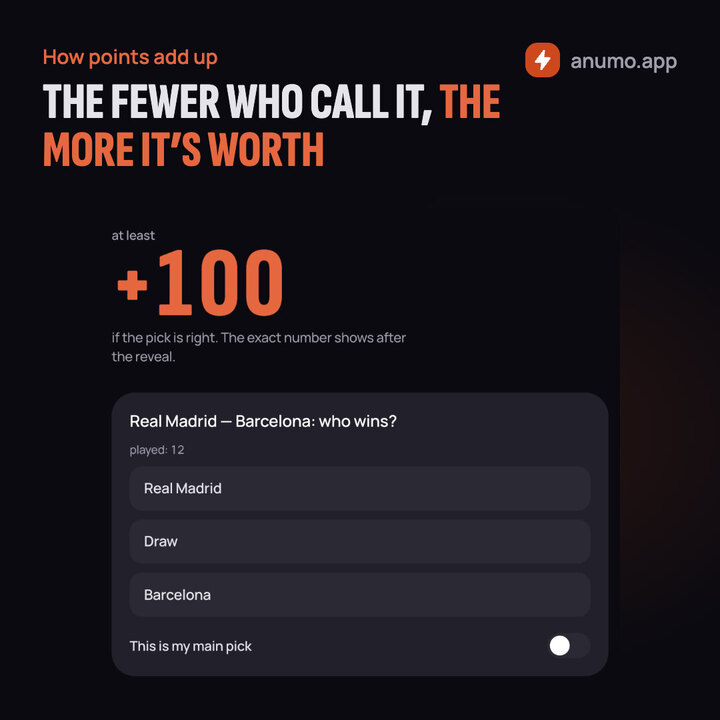 How points add up
anumo.app
THE FEWER WHO CALL IT, THE
MORE IT’S WORTH
at least
+100
if the pick is right. The exact number shows after
the reveal.
Real Madrid — Barcelona: who wins?
played: 12
Real Madrid
Draw
Barcelona
This is my main pick